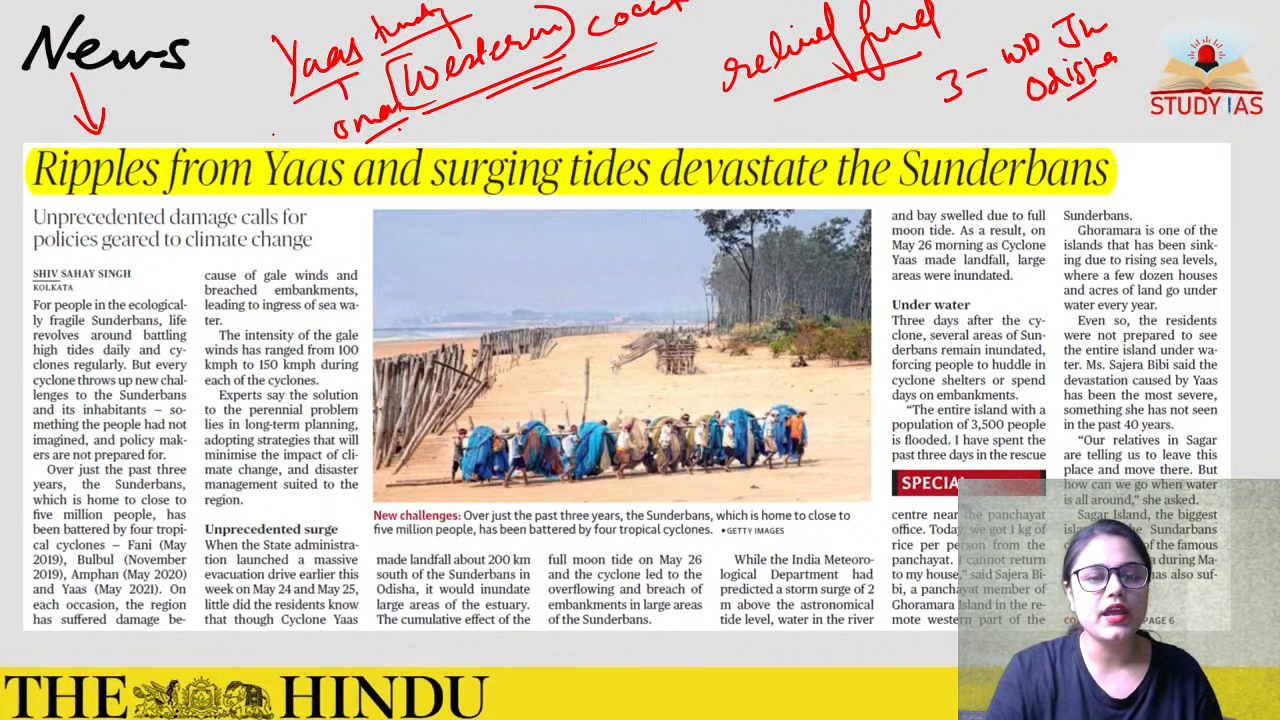 News
Yaas
(Western)
Oman
relief fund
3 - WB Jh
Odisha
STUDY IAS
Ripples from Yaas and surging tides devastate the Sunderbans
Unprecedented damage calls for
policies geared to climate change
SHIV SAHAY SINGH
KOLKATA
For people in the ecological-
ly fragile Sunderbans, life
revolves around battling
high tides daily and cy-
clones regularly. But every
cyclone throws up new chal-
lenges to the Sunderbans
and its inhabitants – so-
mething the people had not
imagined, and policy mak-
ers are not prepared for.
Over just the past three
years, the Sunderbans,
which is home to close to
five million people, has
been battered by four tropi-
cal cyclones – Fani (May
2019), Bulbul (November
2019), Amphan (May 2020)
and Yaas (May 2021). On
each occasion, the region
has suffered damage be-
cause of gale winds and
breached embankments,
leading to ingress of sea wa-
ter.
The intensity of the gale
winds has ranged from 100
kmph to 150 kmph during
each of the cyclones.
Experts say the solution
to the perennial problem
lies in long-term planning,
adopting strategies that will
minimise the impact of cli-
mate change, and disaster
management suited to the
region.
Unprecedented surge
When the State administra-
tion launched a massive
evacuation drive earlier this
week on May 24 and May 25,
little did the residents know
that though Cyclone Yaas
New challenges: Over just the past three years, the Sunderbans, which is home to close to
five million people, has been battered by four tropical cyclones. • GETTY IMAGES
made landfall about 200 km
south of the Sunderbans in
Odisha, it would inundate
large areas of the estuary.
The cumulative effect of the
full moon tide on May 26
and the cyclone led to the
overflowing and breach of
embankments in large areas
of the Sunderbans.
While the India Meteoro-
logical Department had
predicted a storm surge of 2
m above the astronomical
tide level, water in the river
and bay swelled due to full
moon tide. As a result, on
May 26 morning as Cyclone
Yaas made landfall, large
areas were inundated.
Under water
Three days after the cy-
clone, several areas of Sun-
derbans remain inundated,
forcing people to huddle in
cyclone shelters or spend
days on embankments.
“The entire island with a
population of 3,500 people
is flooded. I have spent the
past three days in the rescue
SPECIAL
centre near the panchayat
office. Today, we got 1 kg of
rice per person from the
panchayat. I cannot return
to my house,” said Sajera Bi-
bi, a panchayat member of
Ghoramara Island in the re-
mote western part of the
Sunderbans.
Ghoramara is one of the
islands that has been sink-
ing due to rising sea levels,
where a few dozen houses
and acres of land go under
water every year.
Even so, the residents
were not prepared to see
the entire island under wa-
ter. Ms. Sajera Bibi said the
devastation caused by Yaas
has been the most severe,
something she has not seen
in the past 40 years.
“Our relatives in Sagar
are telling us to leave this
place and move there. But
how can we go when water
is all around,” she asked.
Sagar Island, the biggest
the Sundarbans
of the famous
during Ma-
has also suf-
PAGE 6
THE HINDU